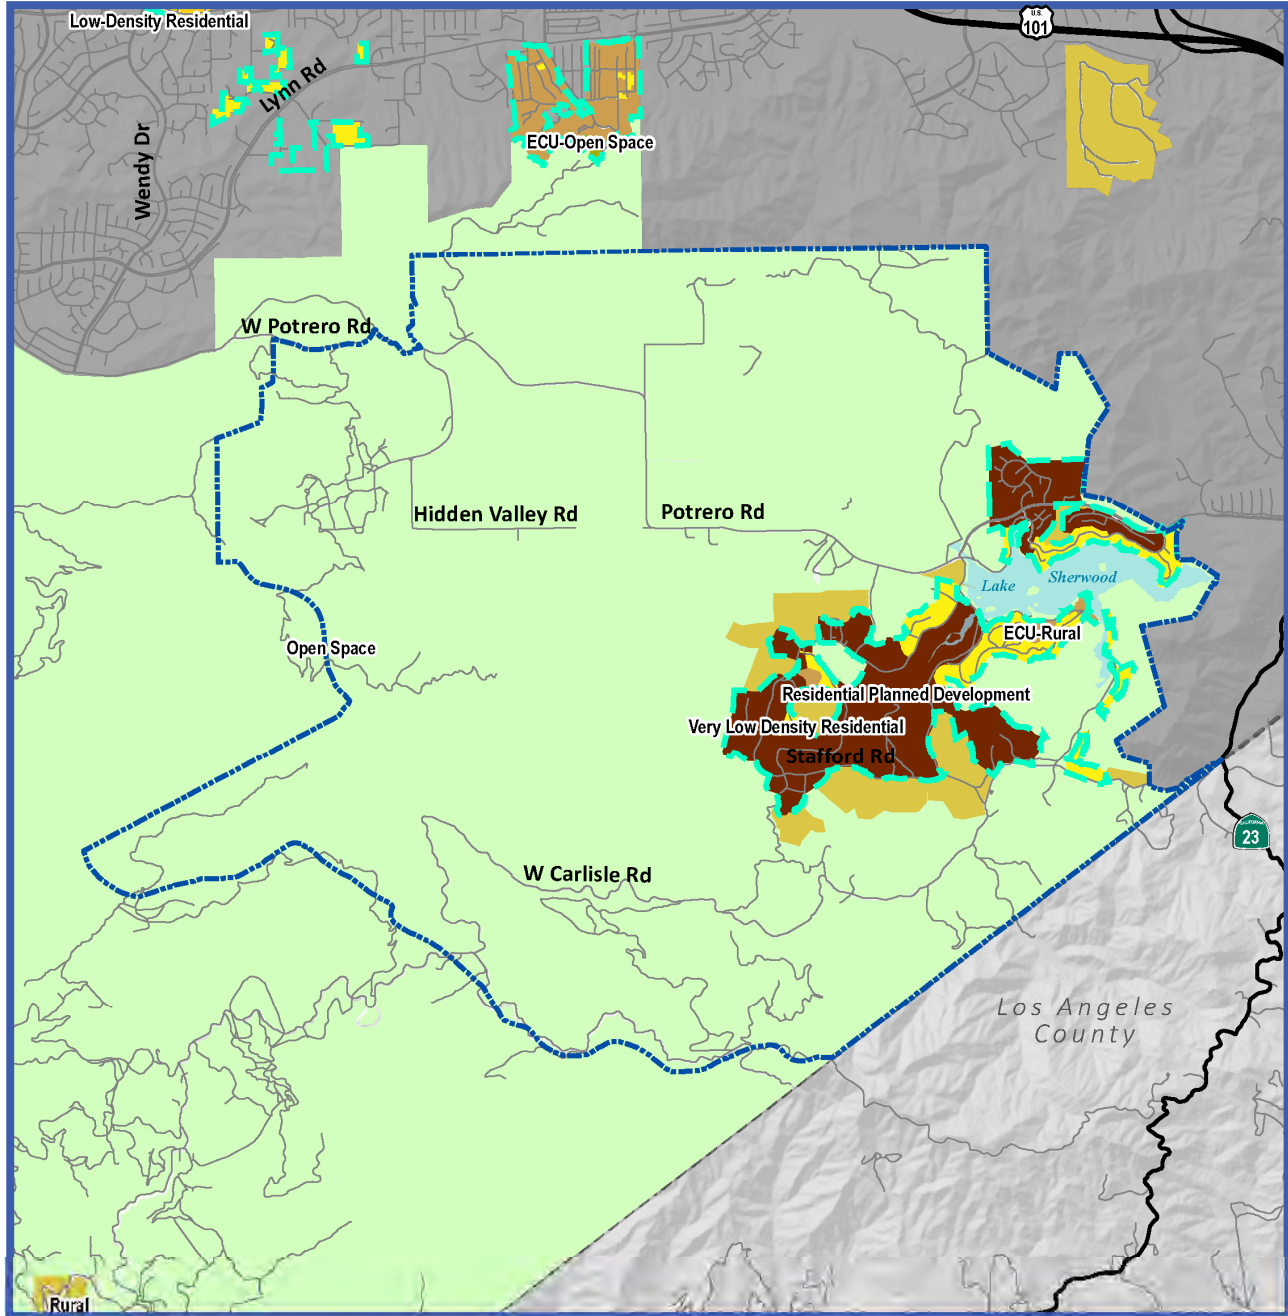 Low-Density Residential
U.S.
101
Lynn Rd
Wendy Dr
ECU-Open Space
W Potrero Rd
Hidden Valley Rd
Potrero Rd
Lake Sherwood
ECU-Rural
Open Space
Residential Planned Development
Very Low Density Residential
Stafford Rd
CALIFORNIA
23
W Carlisle Rd
Los Angeles
County
Rural